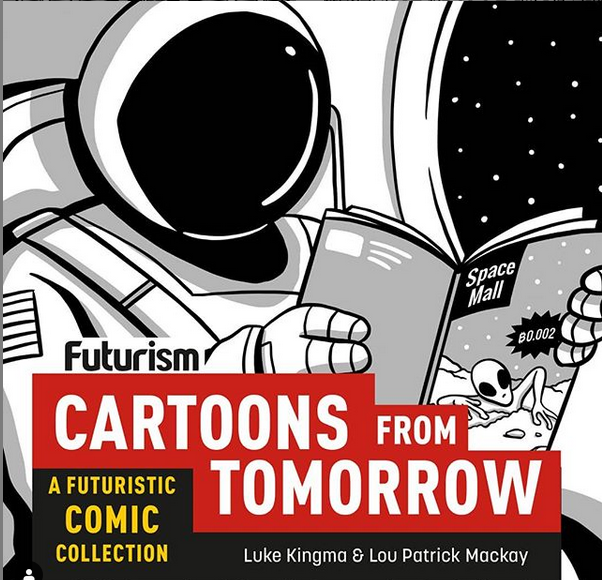 Space
Mall
B0.002
Futurism
CARTOONS FROM
TOMORROW
A FUTURISTIC
COMIC
COLLECTION
Luke Kingma & Lou Patrick Mackay